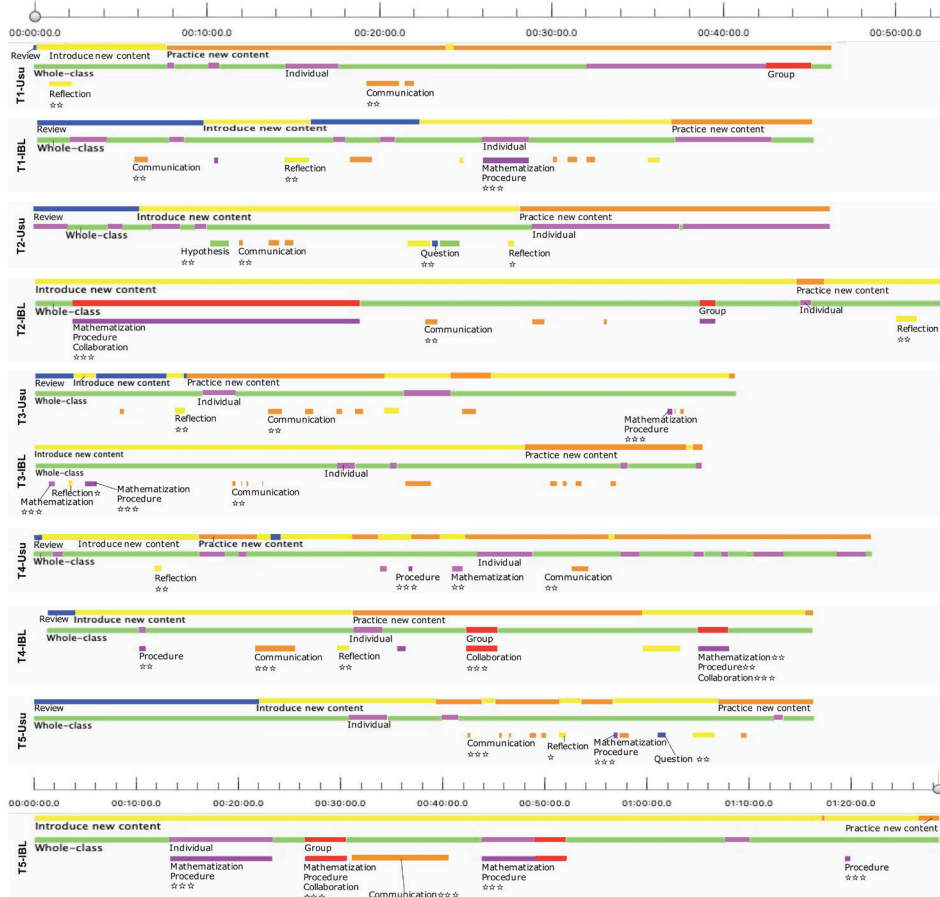 00:00:00.0 00:10:00.0 00:20:00.0 00:30:00.0 00:40:00.0 00:50:00.0
T1-Usu
Review Introduce new content Practice new content
Whole-class Individual Group
Reflection Communication
☆☆ ☆☆
T1-IBL
Review Introduce new content Practice new content
Whole-class Individual
Communication Reflection Mathematization
☆☆ ☆☆ Procedure
☆☆☆
T2-Usu
Review Introduce new content Practice new content
Whole-class Individual
Hypothesis Communication Question Reflection
☆☆ ☆☆ ☆☆ ☆☆
T2-IBL
Introduce new content Practice new content
Whole-class Group Individual
Mathematization Communication Reflection
Procedure ☆☆ ☆☆
Collaboration
☆☆☆
T3-Usu
Review Introduce new content Practice new content
Whole-class Individual
Reflection Communication Mathematization
☆☆ ☆☆ Procedure
☆☆☆
T3-IBL
Introduce new content Practice new content
Whole-class Individual
Reflection☆ Mathematization Communication
Mathematization Procedure ☆☆
☆☆☆ ☆☆☆
T4-Usu
Review Introduce new content Practice new content
Whole-class Individual
Reflection Procedure Mathematization Communication
☆☆ ☆☆☆ ☆☆ ☆☆
T4-IBL
Review Introduce new content Practice new content
Whole-class Individual Group
Procedure Communication Reflection Collaboration Mathematization☆☆
☆☆ ☆☆☆ ☆☆ ☆☆☆ Procedure☆☆
Collaboration☆☆☆
T5-Usu
Review Introduce new content Practice new content
Whole-class Individual
Communication Reflection Mathematization
☆☆☆ ☆ Procedure
☆☆☆ Question ☆☆
00:00:00.0 00:10:00.0 00:20:00.0 00:30:00.0 00:40:00.0 00:50:00.0 01:00:00.0 01:10:00.0 01:20:00.0
T5-IBL
Introduce new content Practice new content
Whole-class Individual Group
Mathematization Mathematization Mathematization Procedure
Procedure Procedure Procedure ☆☆☆
☆☆☆ Collaboration ☆☆☆
☆☆☆ Communication☆☆☆